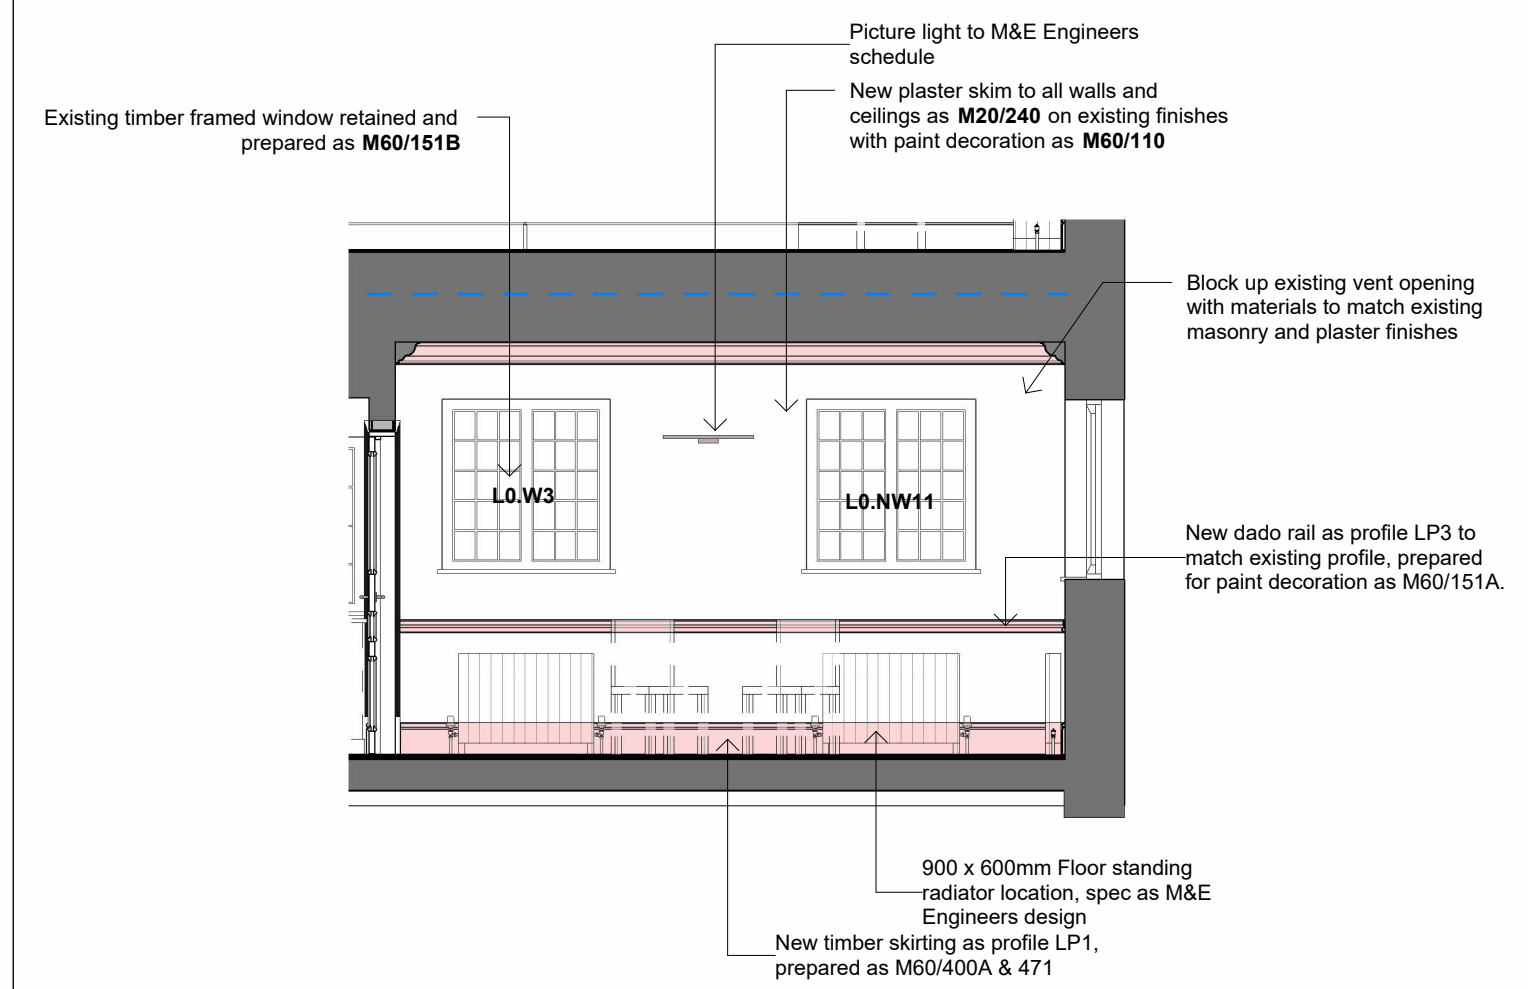 Picture light to M&E Engineers
schedule
New plaster skim to all walls and
ceilings as M20/240 on existing finishes
with paint decoration as M60/110
Existing timber framed window retained and
prepared as M60/151B
Block up existing vent opening
with materials to match existing
masonry and plaster finishes
L0.W3
L0.NW11
New dado rail as profile LP3 to
match existing profile, prepared
for paint decoration as M60/151A.
900 x 600mm Floor standing
radiator location, spec as M&E
Engineers design
New timber skirting as profile LP1,
prepared as M60/400A & 471